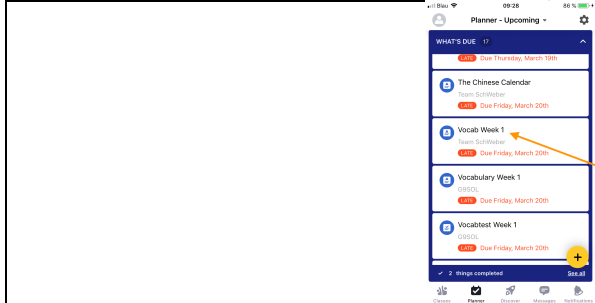 Blau 09:28 86 %
Planner - Upcoming
WHAT'S DUE 17
LATE Due Thursday, March 19th
The Chinese Calendar
Team SchWeber
LATE Due Friday, March 20th
Vocab Week 1
Team SchWeber
LATE Due Friday, March 20th
Vocabulary Week 1
G9SOL
LATE Due Friday, March 20th
Vocabtest Week 1
G9SOL
LATE Due Friday, March 20th
2 things completed See all
Classes Planner Discover Messages Notifications